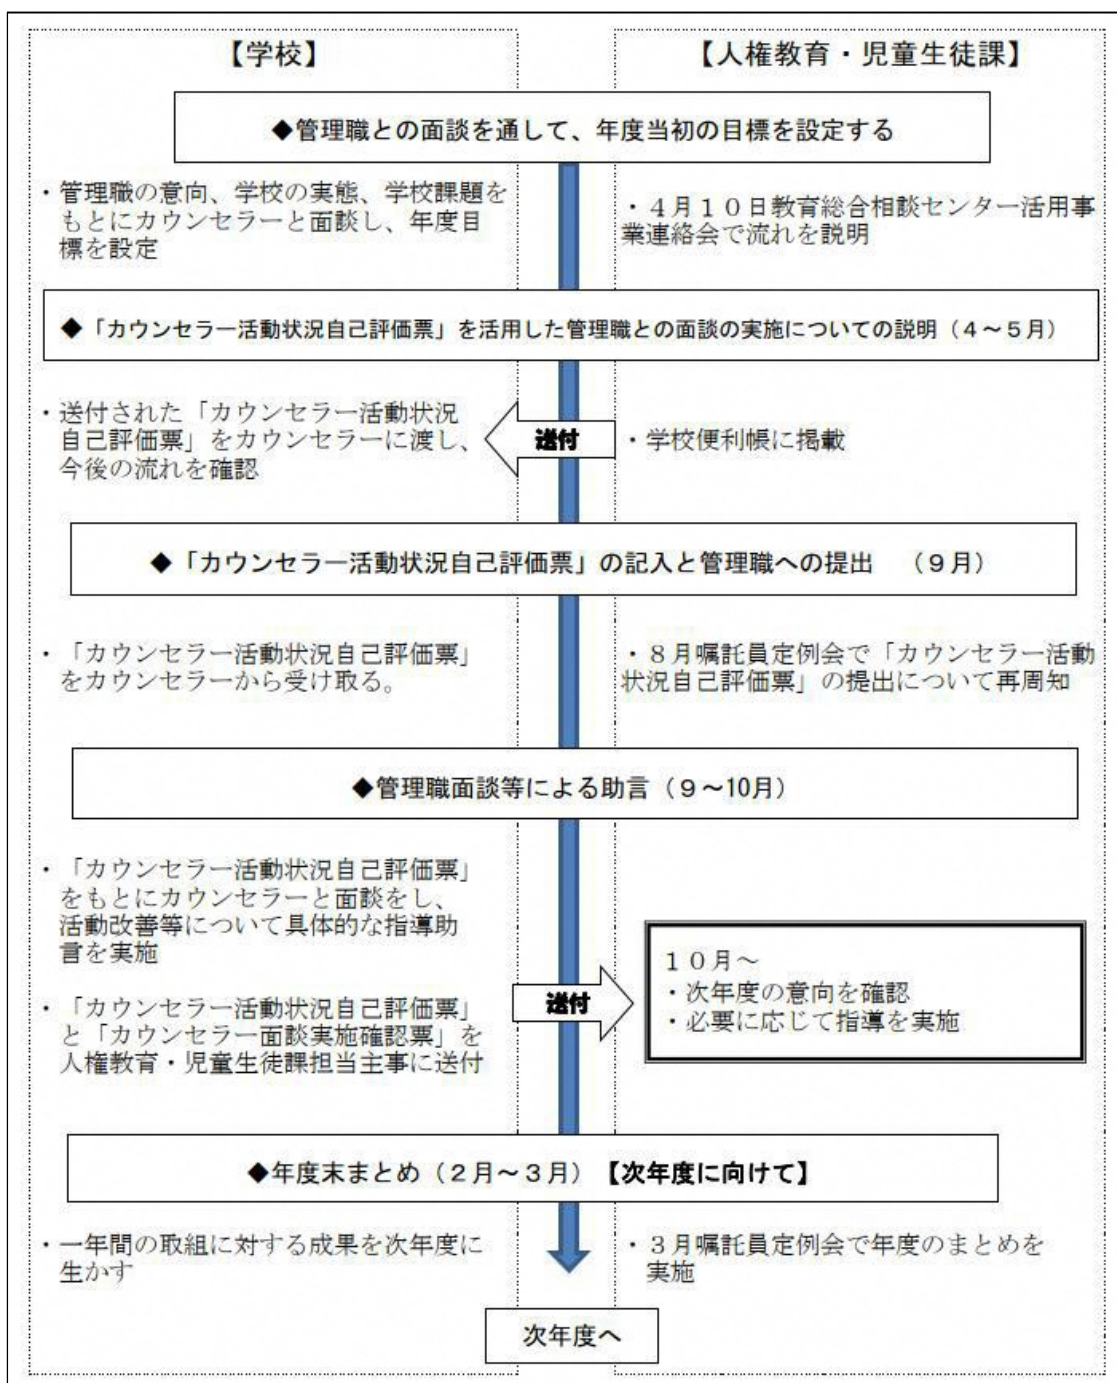 【学校】
【人権教育・児童生徒課】
◆管理職との面談を通して、年度当初の目標を設定する
・管理職の意向、学校の実態、学校課題を
もとにカウンセラーと面談し、年度目
標を設定
・４月１０日教育総合相談センター活用事
業連絡会で流れを説明
◆「カウンセラー活動状況自己評価票」を活用した管理職との面談の実施についての説明（４～５月）
・送付された「カウンセラー活動状況
自己評価票」をカウンセラーに渡し、
今後の流れを確認
送付
・学校便利帳に掲載
◆「カウンセラー活動状況自己評価票」の記入と管理職への提出　（９月）
・「カウンセラー活動状況自己評価票」
をカウンセラーから受け取る。
・８月嘱託員定例会で「カウンセラー活動
状況自己評価票」の提出について再周知
◆管理職面談等による助言（９～10月）
・「カウンセラー活動状況自己評価票」
をもとにカウンセラーと面談をし、
活動改善等について具体的な指導助
言を実施
・「カウンセラー活動状況自己評価票」
と「カウンセラー面談実施確認票」を
人権教育・児童生徒課担当主事に送付
送付
１０月～
・次年度の意向を確認
・必要に応じて指導を実施
◆年度末まとめ（２月～３月）【次年度に向けて】
・一年間の取組に対する成果を次年度に
生かす
・３月嘱託員定例会で年度のまとめを
実施
次年度へ